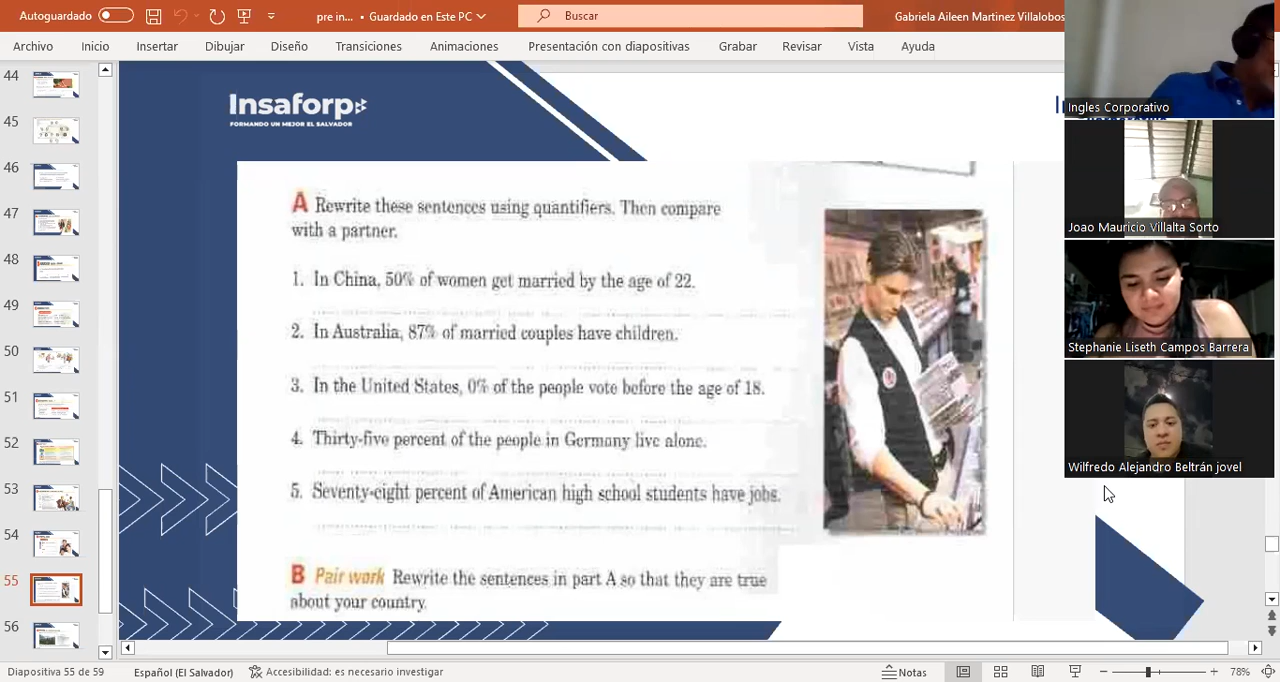 Autoguardado
pre in... • Guardado en Este PC
Buscar
Gabriela Aileen Martinez Villalobos
Archivo
Inicio
Insertar
Dibujar
Diseño
Transiciones
Animaciones
Presentación con diapositivas
Grabar
Revisar
Vista
Ayuda
44
45
46
47
48
49
50
51
52
53
54
55
56
Insaforp
FORMANDO UN MEJOR EL SALVADOR
A Rewrite these sentences using quantifiers. Then compare
with a partner.
1. In China, 50% of women get married by the age of 22.
2. In Australia, 87% of married couples have children.
3. In the United States, 0% of the people vote before the age of 18.
4. Thirty-five percent of the people in Germany live alone.
5. Seventy-eight percent of American high school students have jobs.
B Pair work Rewrite the sentences in part A so that they are true
about your country.
Ingles Corporativo
Joao Mauricio Villalta Sorto
Stephanie Liseth Campos Barrera
Wilfredo Alejandro Beltrán jovel
Diapositiva 55 de 59
Español (El Salvador)
Accesibilidad: es necesario investigar
Notas
78%